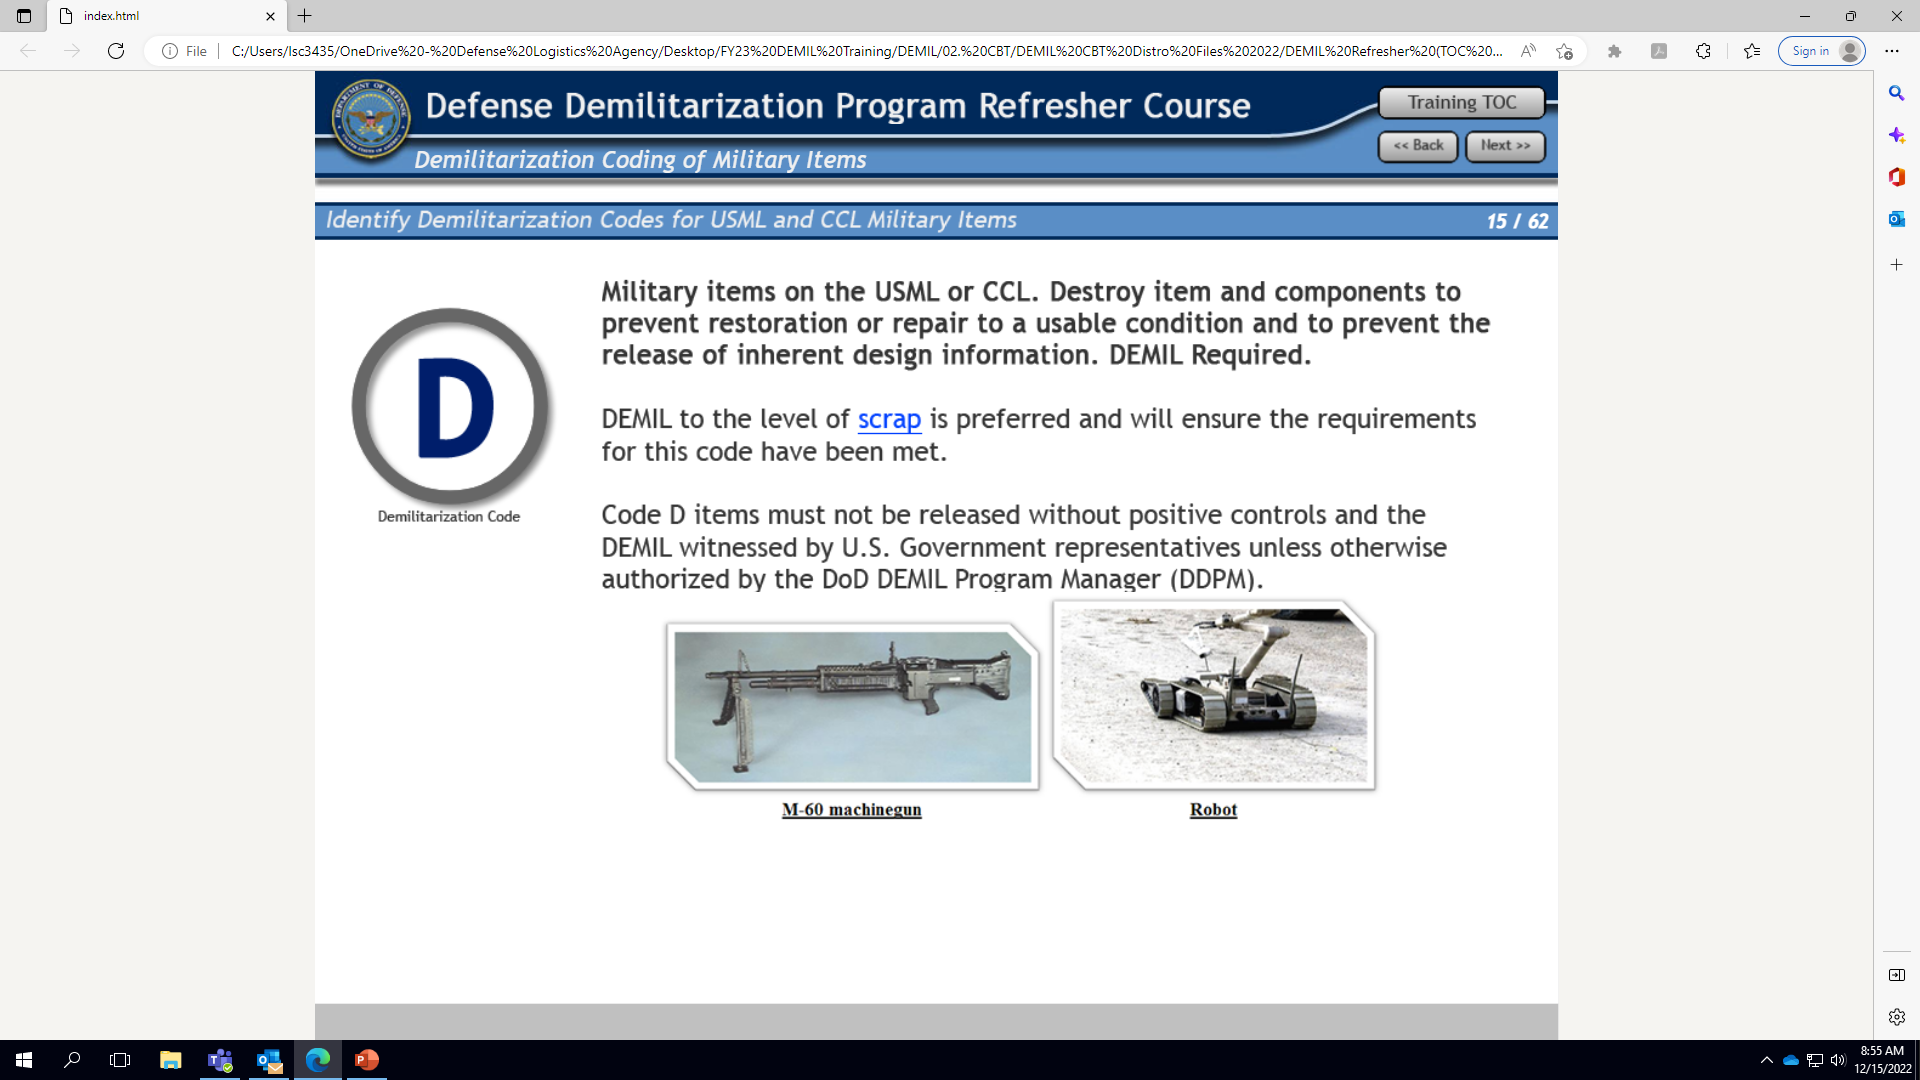 index.html
File
C:/Users/lsc3435/OneDrive%20-%20Defense%20Logistics%20Agency/Desktop/FY23%20DEMIL%20Training/DEMIL/02.%20CBT/DEMIL%20CBT%20Distro%20Files%202022/DEMIL%20Refresher%20(TOC%20...
Sign in
Defense Demilitarization Program Refresher Course
Training TOC
<< Back
Next >>
Demilitarization Coding of Military Items
Identify Demilitarization Codes for USML and CCL Military Items
15 / 62
Military items on the USML or CCL. Destroy item and components to
prevent restoration or repair to a usable condition and to prevent the
release of inherent design information. DEMIL Required.
D
Demilitarization Code
DEMIL to the level of scrap is preferred and will ensure the requirements
for this code have been met.
Code D items must not be released without positive controls and the
DEMIL witnessed by U.S. Government representatives unless otherwise
authorized by the DoD DEMIL Program Manager (DDPM).
M-60 machinegun
Robot
8:55 AM
12/15/2022